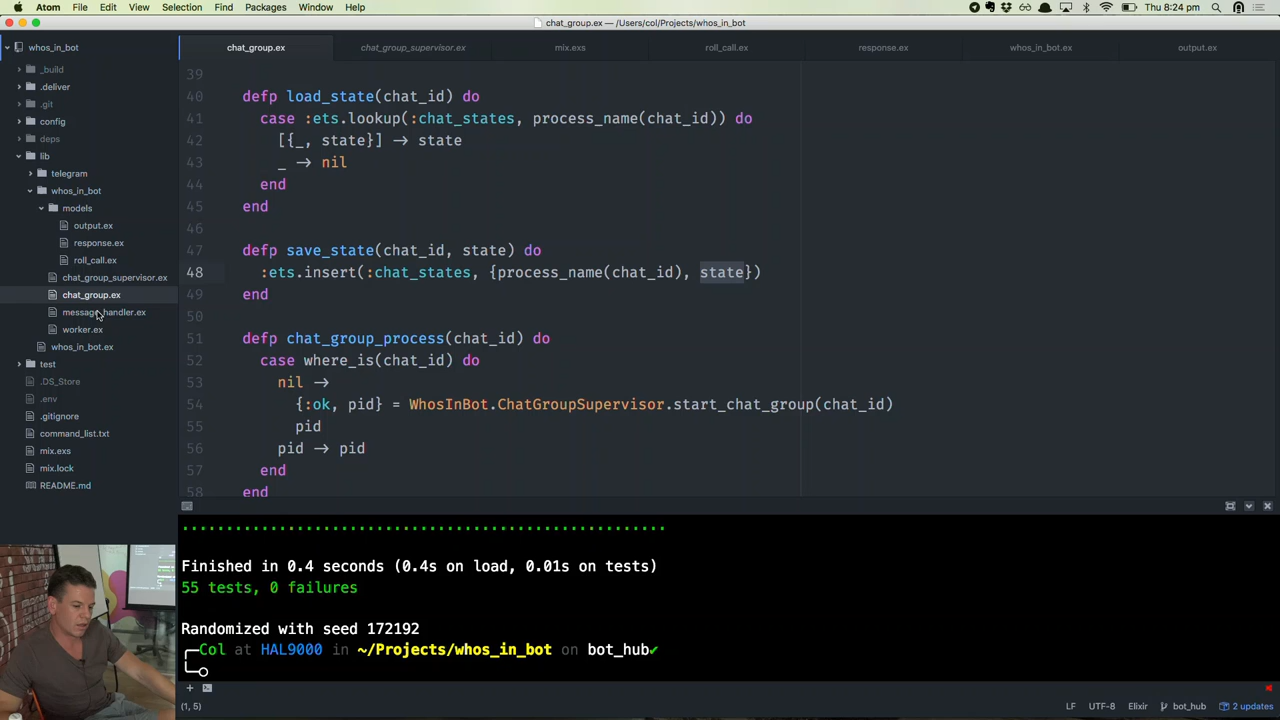 Atom File Edit View Selection Find Packages Window Help Thu 8:24 pm
chat_group.ex — /Users/col/Projects/whos_in_bot
whos_in_bot
chat_group.ex chat_group_supervisor.ex mix.exs roll_call.ex response.ex whos_in_bot.ex output.ex
_build
.deliver
.git
config
deps
lib
telegram
whos_in_bot
models
output.ex
response.ex
roll_call.ex
chat_group_supervisor.ex
chat_group.ex
message_handler.ex
worker.ex
whos_in_bot.ex
test
.DS_Store
.env
.gitignore
command_list.txt
mix.exs
mix.lock
README.md
39
40 defp load_state(chat_id) do
41 case :ets.lookup(:chat_states, process_name(chat_id)) do
42 [{_, state}] -> state
43 _ -> nil
44 end
45 end
46
47 defp save_state(chat_id, state) do
48 :ets.insert(:chat_states, {process_name(chat_id), state})
49 end
50
51 defp chat_group_process(chat_id) do
52 case where_is(chat_id) do
53 nil ->
54 {:ok, pid} = WhosInBot.ChatGroupSupervisor.start_chat_group(chat_id)
55 pid
56 pid -> pid
57 end
58 end
.......................................................
Finished in 0.4 seconds (0.4s on load, 0.01s on tests)
55 tests, 0 failures
Randomized with seed 172192
Col at HAL9000 in ~/Projects/whos_in_bot on bot_hub✔
(1, 5) LF UTF-8 Elixir bot_hub 2 updates